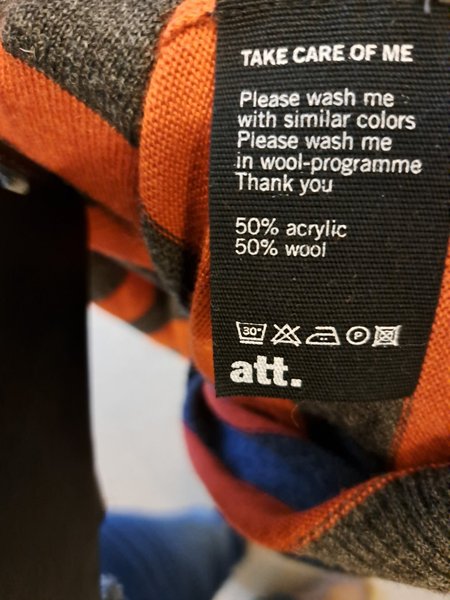 TAKE CARE OF ME
Please wash me
with similar colors
Please wash me
in wool-programme
Thank you
50% acrylic
50% wool
30° P
att.